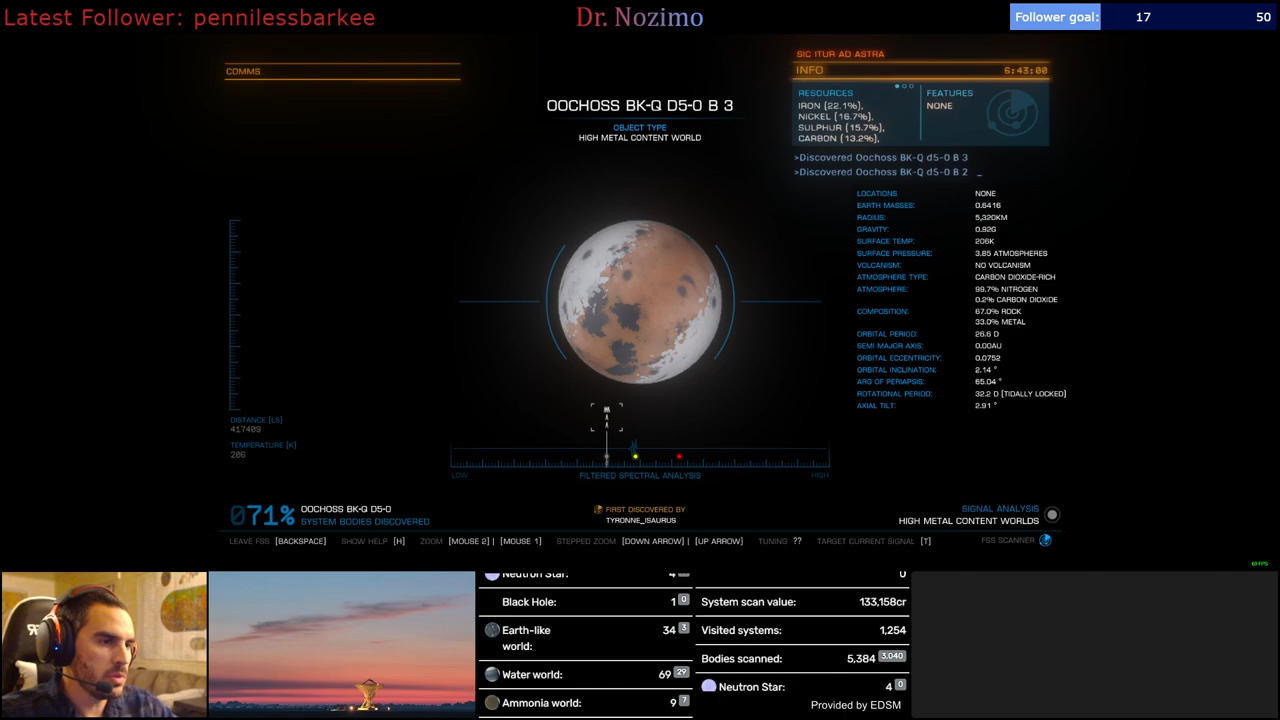 Latest Follower: pennilessbarkee
Dr. Nozimo
Follower goal: 17 50
COMMS
SIC ITUR AD ASTRA
INFO 6:43:00
RESOURCES
IRON (22.1%),
NICKEL (16.7%),
SULPHUR (15.7%),
CARBON (13.2%),
FEATURES
NONE
>Discovered Oochoss BK-Q d5-0 B 3
>Discovered Oochoss BK-Q d5-0 B 2 _
OOCHOSS BK-Q D5-0 B 3
OBJECT TYPE
HIGH METAL CONTENT WORLD
LOCATIONS NONE
EARTH MASSES: 0.6416
RADIUS: 5,320KM
GRAVITY: 0.92G
SURFACE TEMP: 206K
SURFACE PRESSURE: 3.85 ATMOSPHERES
VOLCANISM: NO VOLCANISM
ATMOSPHERE TYPE: CARBON DIOXIDE-RICH
ATMOSPHERE: 99.7% NITROGEN
0.2% CARBON DIOXIDE
COMPOSITION: 67.0% ROCK
33.0% METAL
ORBITAL PERIOD: 26.6 D
SEMI MAJOR AXIS: 0.00AU
ORBITAL ECCENTRICITY: 0.0752
ORBITAL INCLINATION: 2.14 °
ARG OF PERIAPSIS: 65.04 °
ROTATIONAL PERIOD: 32.2 D (TIDALLY LOCKED)
AXIAL TILT: 2.91 °
DISTANCE (LS)
417409
TEMPERATURE (K)
206
LOW
FILTERED SPECTRAL ANALYSIS
HIGH
071%
OOCHOSS BK-Q D5-0
SYSTEM BODIES DISCOVERED
FIRST DISCOVERED BY
TYRONNE_ISAURUS
SIGNAL ANALYSIS
HIGH METAL CONTENT WORLDS
LEAVE FSS [BACKSPACE] SHOW HELP [H] ZOOM [MOUSE 2] | [MOUSE 1] STEPPED ZOOM [DOWN ARROW] | [UP ARROW] TUNING ?? TARGET CURRENT SIGNAL [T] FSS SCANNER
60 FPS
Neutron Star: 4
Black Hole: 1 0
Earth-like 34 3
world:
Water world: 69 29
Ammonia world: 9 7
0
System scan value: 133,158cr
Visited systems: 1,254
Bodies scanned: 5,384 3,040
Neutron Star: 4 0
Provided by EDSM